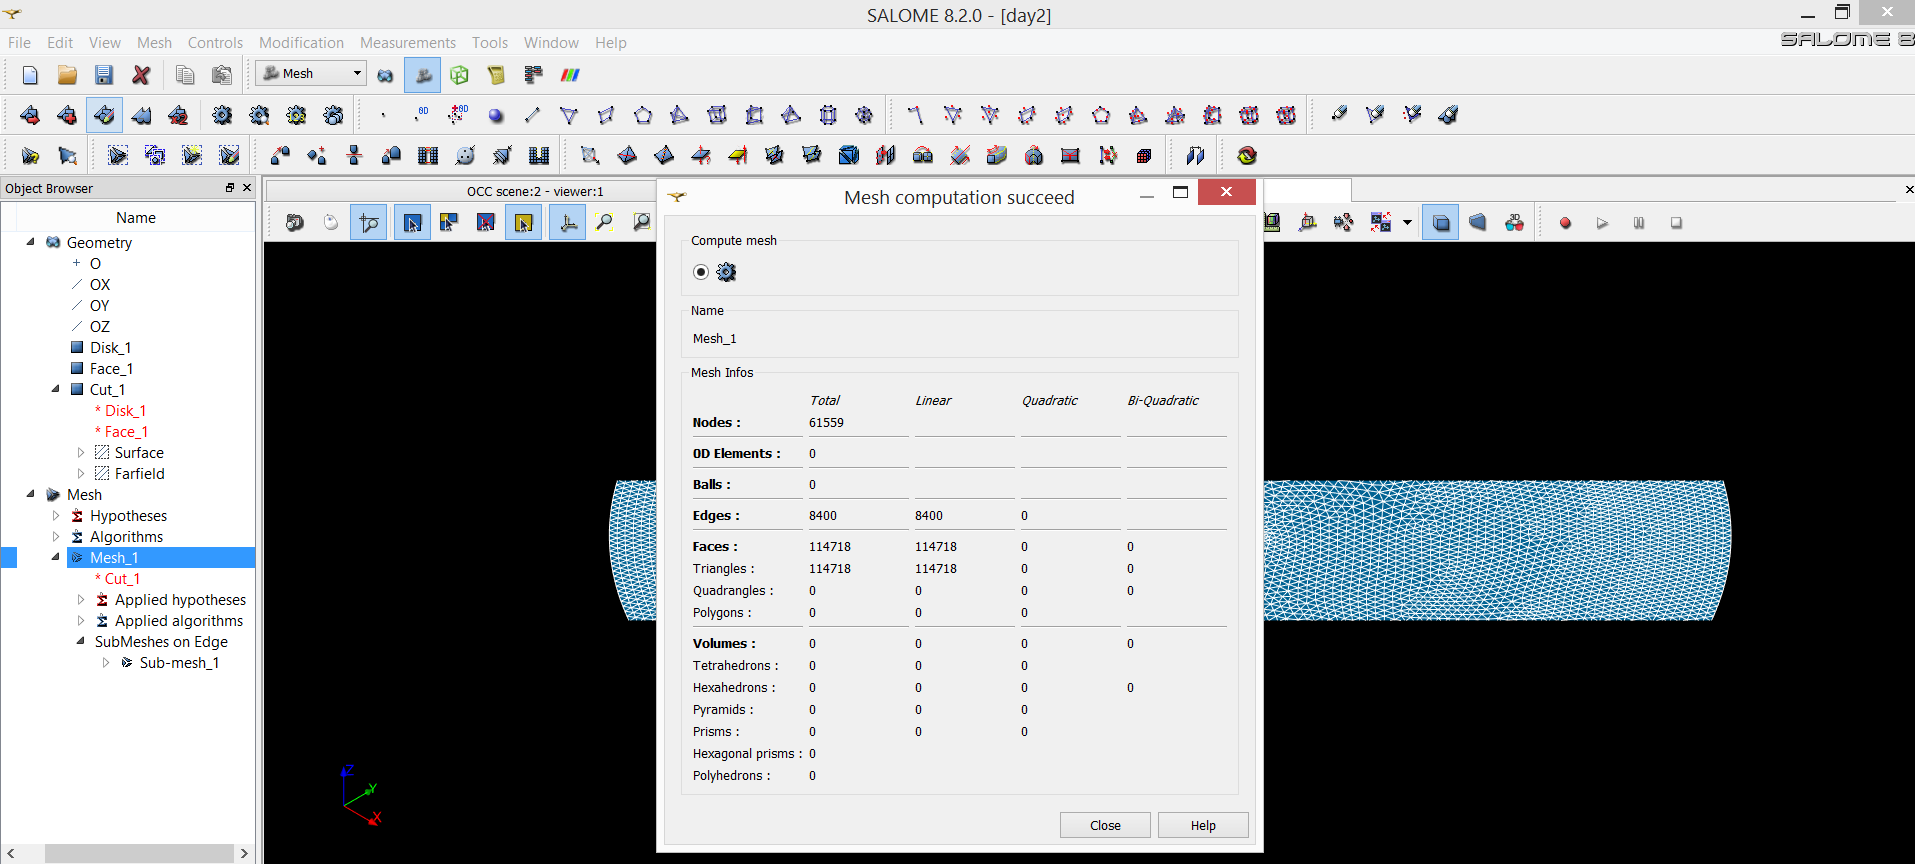 SALOME 8.2.0 - [day2]
File Edit View Mesh Controls Modification Measurements Tools Window Help
SALOME 8
Mesh
0D
0D
Object Browser
OCC scene:2 - viewer:1
Mesh computation succeed
Name
3D
Geometry
O
OX
OY
OZ
Disk_1
Face_1
Cut_1
* Disk_1
* Face_1
Surface
Farfield
Mesh
Hypotheses
Algorithms
Mesh_1
* Cut_1
Applied hypotheses
Applied algorithms
SubMeshes on Edge
Sub-mesh_1
Compute mesh
Name
Mesh_1
Mesh Infos
Total Linear Quadratic Bi-Quadratic
Nodes : 61559
0D Elements : 0
Balls : 0
Edges : 8400 8400 0
Faces : 114718 114718 0 0
Triangles : 114718 114718 0 0
Quadrangles : 0 0 0 0
Polygons : 0 0 0
Volumes : 0 0 0 0
Tetrahedrons : 0 0 0
Hexahedrons : 0 0 0 0
Pyramids : 0 0 0
Prisms : 0 0 0
Hexagonal prisms : 0
Polyhedrons : 0
Close Help
Z
Y
X